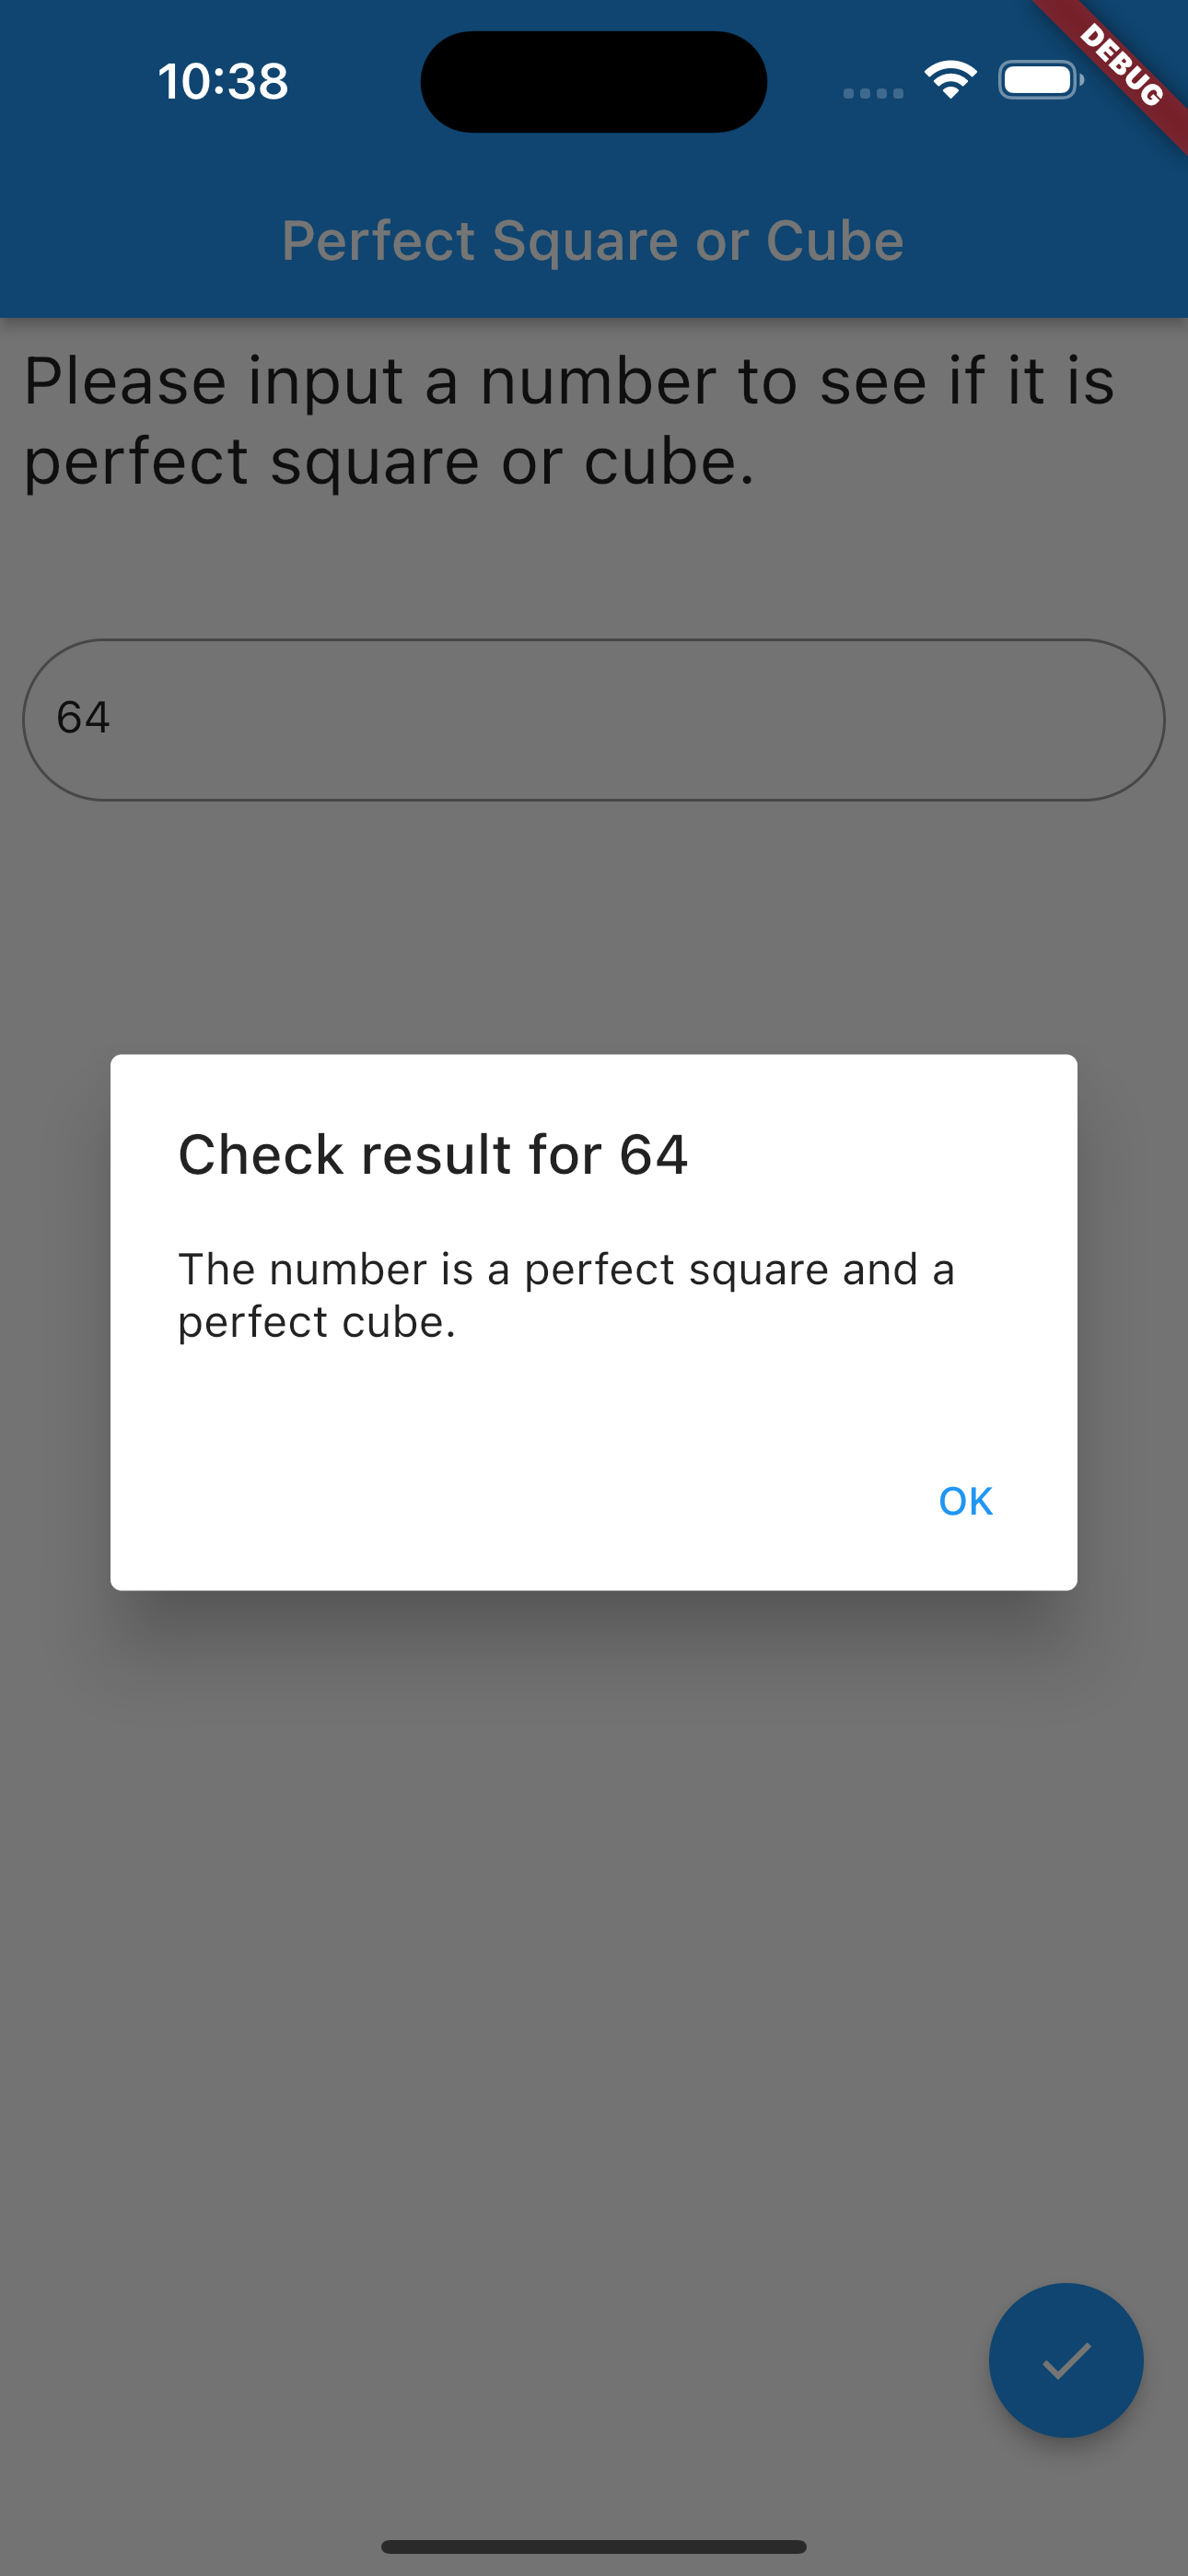 10:38
DEBUG
Perfect Square or Cube
Please input a number to see if it is
perfect square or cube.
64
Check result for 64
The number is a perfect square and a
perfect cube.
OK